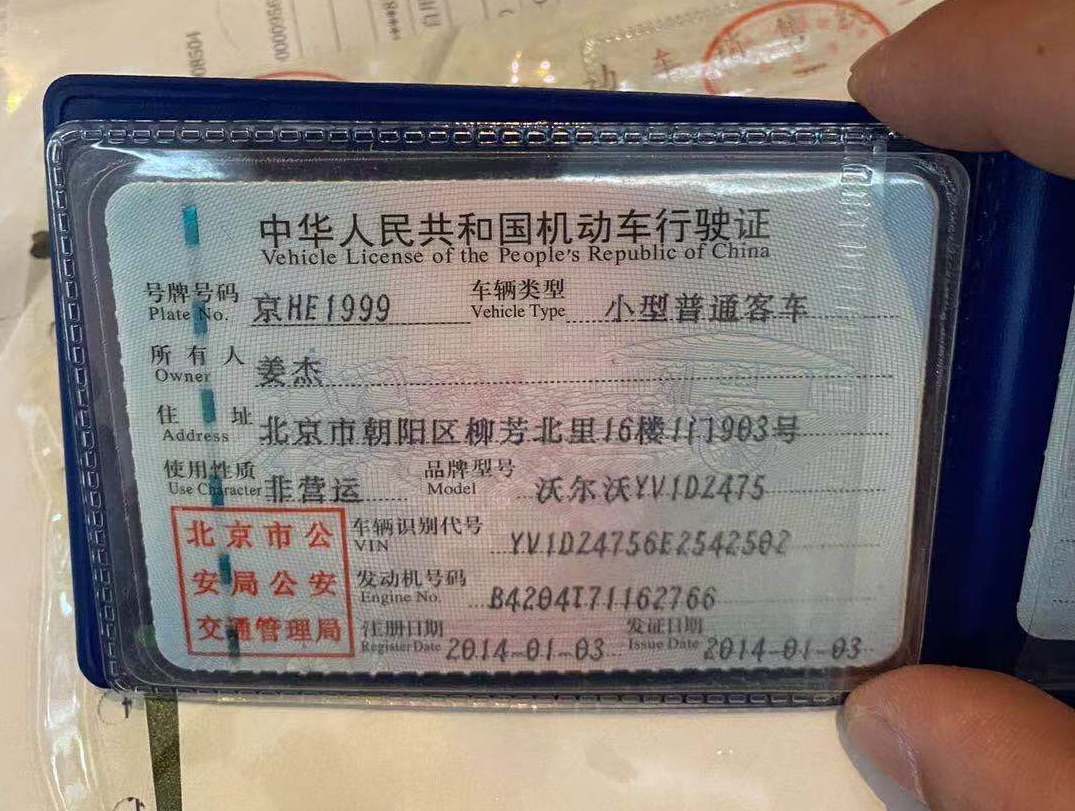 08504
车 销 售
中华人民共和国机动车行驶证
Vehicle License of the People's Republic of China
号牌号码 京HE1999 车辆类型 小型普通客车
Plate No. Vehicle Type
所有人 姜杰
Owner
住址 北京市朝阳区柳芳北里16楼1门1903号
Address
使用性质 非营运 品牌型号 沃尔沃YV1DZ475
Use Character Model
北京市公
安局公安
交通管理局
车辆识别代号 YV1DZ4756E2542502
VIN
发动机号码 B4204T71162766
Engine No.
注册日期 2014-01-03 发证日期 2014-01-03
Register Date Issue Date